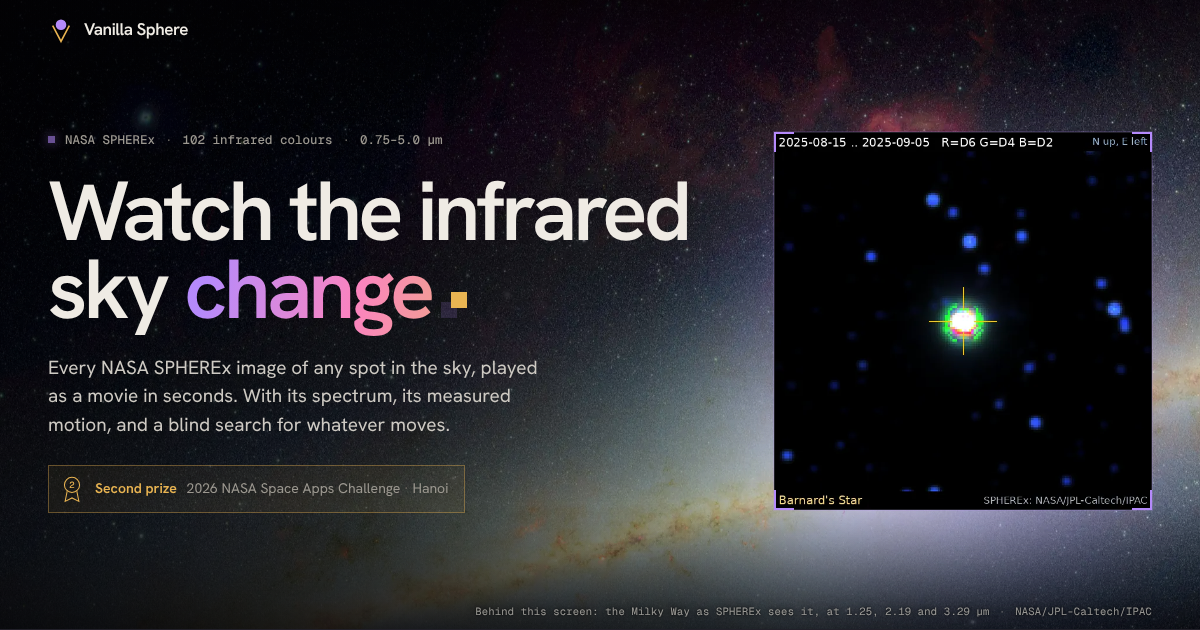 Vanilla Sphere
NASA SPHEREx · 102 infrared colours · 0.75–5.0 µm
Watch the infrared
sky change
Every NASA SPHEREx image of any spot in the sky, played
as a movie in seconds. With its spectrum, its measured
motion, and a blind search for whatever moves.
2 Second prize 2026 NASA Space Apps Challenge · Hanoi
2025-08-15 .. 2025-09-05 R=D6 G=D4 B=D2 N up, E left
Barnard's Star SPHEREx: NASA/JPL-Caltech/IPAC
Behind this screen: the Milky Way as SPHEREx sees it, at 1.25, 2.19 and 3.29 µm · NASA/JPL-Caltech/IPAC